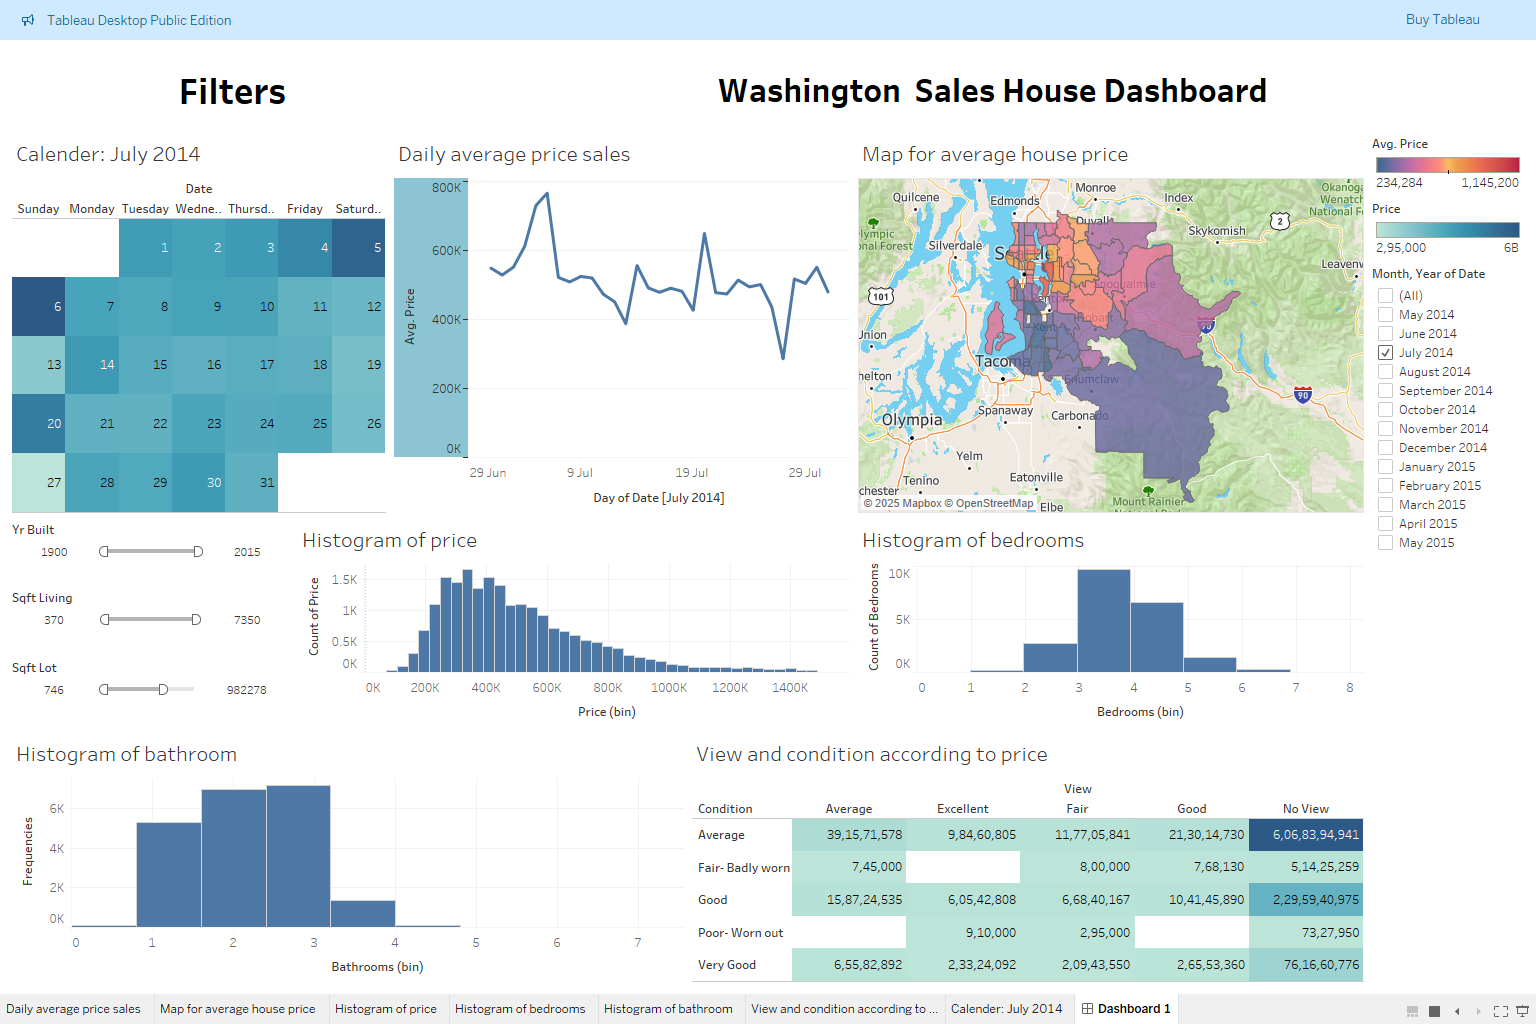 Tableau Desktop Public Edition
Buy Tableau
Filters
Washington Sales House Dashboard
Calender: July 2014
Date
Sunday Monday Tuesday Wedne.. Thursd.. Friday Saturd..
1 2 3 4 5
6 7 8 9 10 11 12
13 14 15 16 17 18 19
20 21 22 23 24 25 26
27 28 29 30 31
Daily average price sales
Avg. Price
800K
600K
400K
200K
0K
29 Jun 9 Jul 19 Jul 29 Jul
Day of Date [July 2014]
Map for average house price
Quilcene
Monroe
Index
Edmonds
Duvall
Skykomish
2
Silverdale
Okanoga
Wenatch
National F
lympic
nal Forest
Leavenw
101
Snoqualmie
Union
Kent
Hobart
90
helton
Tacoma
Enumclaw
90
Spanaway
Carbonado
Olympia
Yelm
Eatonville
Tenino
chester
Elbe
Mount Rainier
© 2025 Mapbox © OpenStreetMap
Avg. Price
234,284 1,145,200
Price
2,95,000 6B
Month, Year of Date
(All)
May 2014
June 2014
July 2014
August 2014
September 2014
October 2014
November 2014
December 2014
January 2015
February 2015
March 2015
April 2015
May 2015
Yr Built
1900 2015
Sqft Living
370 7350
Sqft Lot
746 982278
Histogram of price
Count of Price
1.5K
1K
0.5K
0K
0K 200K 400K 600K 800K 1000K 1200K 1400K
Price (bin)
Histogram of bedrooms
Count of Bedrooms
10K
5K
0K
0 1 2 3 4 5 6 7 8
Bedrooms (bin)
Histogram of bathroom
Frequencies
6K
4K
2K
0K
0 1 2 3 4 5 6 7
Bathrooms (bin)
View and condition according to price
View
Condition Average Excellent Fair Good No View
Average 39,15,71,578 9,84,60,805 11,77,05,841 21,30,14,730 6,06,83,94,941
Fair- Badly worn 7,45,000 8,00,000 7,68,130 5,14,25,259
Good 15,87,24,535 6,05,42,808 6,68,40,167 10,41,45,890 2,29,59,40,975
Poor- Worn out 9,10,000 2,95,000 73,27,950
Very Good 6,55,82,892 2,33,24,092 2,09,43,550 2,65,53,360 76,16,60,776
Daily average price sales Map for average house price Histogram of price Histogram of bedrooms Histogram of bathroom View and condition according to ... Calender: July 2014 Dashboard 1